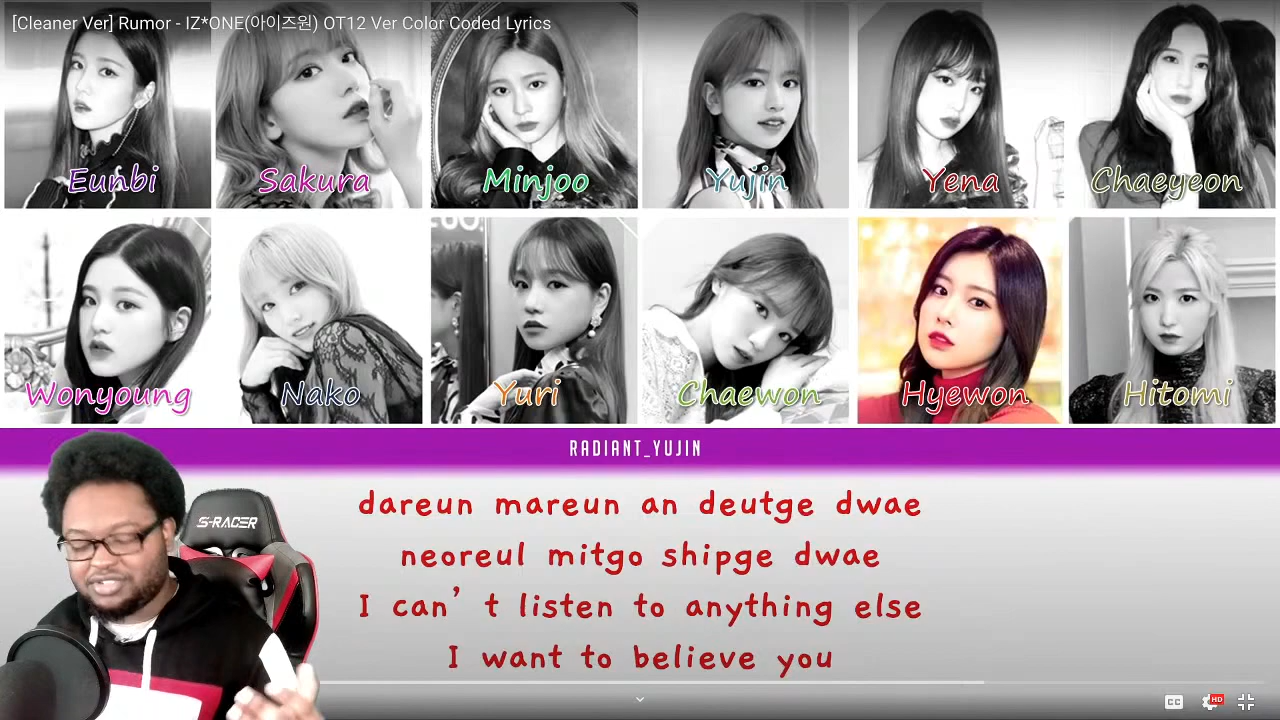 [Cleaner Ver] Rumor - IZ*ONE(아이즈원) OT12 Ver Color Coded Lyrics
Eunbi Sakura Minjoo Yujin Yena Chaeyeon
Wonyoung Nako Yuri Chaewon Hyewon Hitomi
RADIANT_YUJIN
S-RACER
dareun mareun an deutge dwae
neoreul mitgo shipge dwae
I can't listen to anything else
I want to believe you
CC HD